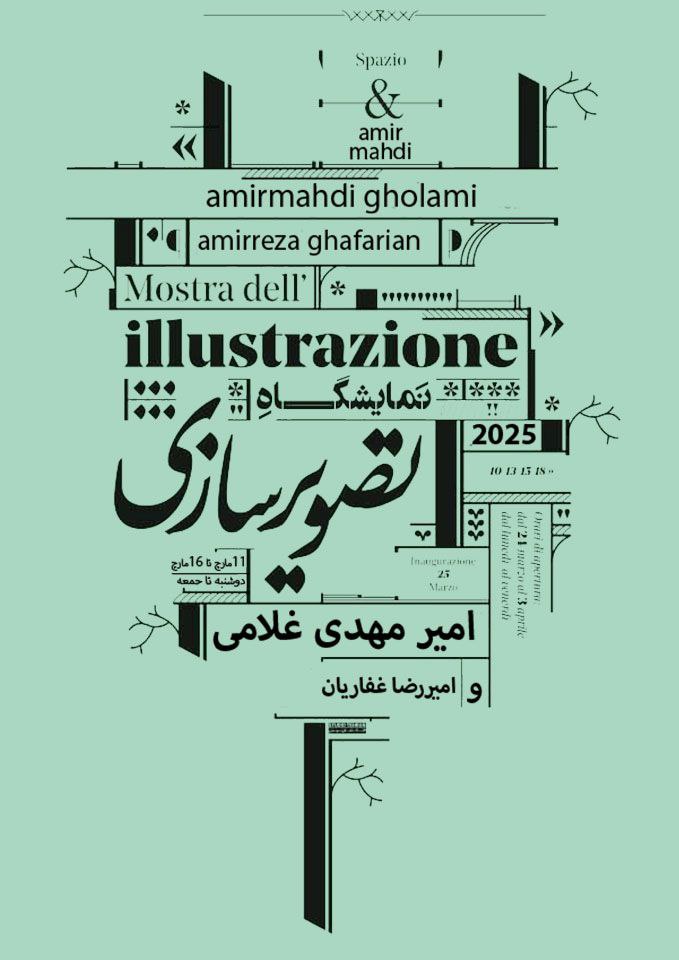 Spazio
&
amir
mahdi
amirmahdi gholami
amirreza ghafarian
Mostra dell'
illustrazione
نمایشگاهِ
تصویرسازی
2025
10-13 15-18
11مارچ تا 16مارچ
دوشنبه تا جمعه
Inaugurazione
25
Marzo
Orari di apertura:
dal 21 marzo al 3 aprile
dal lunedì al venerdì
امیر مهدی غلامی
و امیررضا غفاریان